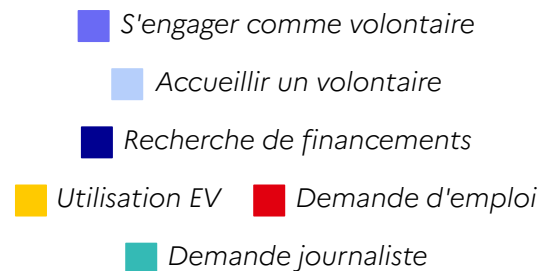 S'engager comme volontaire
Accueillir un volontaire
Recherche de financements
Utilisation EV Demande d'emploi
Demande journaliste